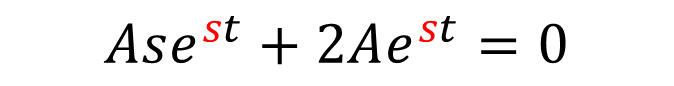 Ase^{st} + 2Ae^{st} = 0